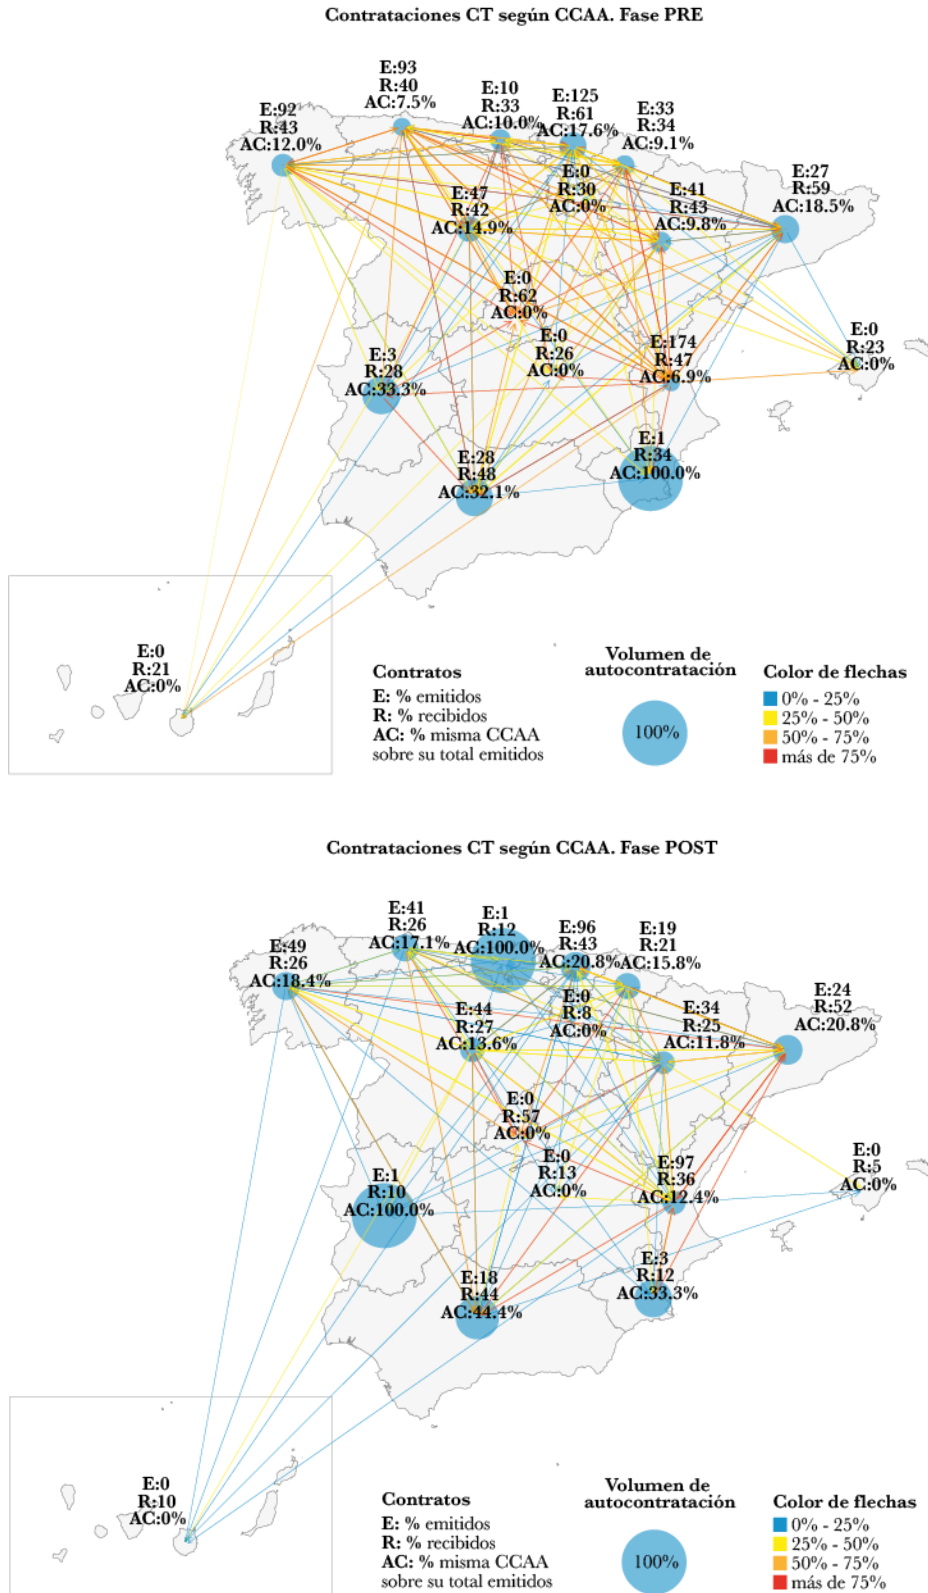 Contrataciones CT según CCAA. Fase PRE
E:93
R:40
AC:7.5%
E:10
R:33
AC:10.0%
E:125
R:61
AC:17.6%
E:33
R:34
AC:9.1%
E:92
R:43
AC:12.0%
E:0
R:30
AC:0%
E:27
R:59
AC:18.5%
E:47
R:42
AC:14.9%
E:41
R:43
AC:9.8%
E:0
R:62
AC:0%
E:0
R:26
AC:0%
E:174
R:47
AC:6.9%
E:0
R:23
AC:0%
E:3
R:28
AC:33.3%
E:28
R:48
AC:32.1%
E:1
R:34
AC:100.0%
E:0
R:21
AC:0%
Contratos
E: % emitidos
R: % recibidos
AC: % misma CCAA
sobre su total emitidos
Volumen de
autocontratación
100%
Color de flechas
0% - 25%
25% - 50%
50% - 75%
más de 75%
Contrataciones CT según CCAA. Fase POST
E:41
R:26
AC:17.1%
E:1
R:12
AC:100.0%
E:96
R:43
AC:20.8%
E:19
R:21
AC:15.8%
E:49
R:26
AC:18.4%
E:0
R:8
AC:0%
E:24
R:52
AC:20.8%
E:44
R:27
AC:13.6%
E:34
R:25
AC:11.8%
E:0
R:57
AC:0%
E:0
R:13
AC:0%
E:97
R:36
AC:12.4%
E:0
R:5
AC:0%
E:1
R:10
AC:100.0%
E:18
R:44
AC:44.4%
E:3
R:12
AC:33.3%
E:0
R:10
AC:0%
Contratos
E: % emitidos
R: % recibidos
AC: % misma CCAA
sobre su total emitidos
Volumen de
autocontratación
100%
Color de flechas
0% - 25%
25% - 50%
50% - 75%
más de 75%